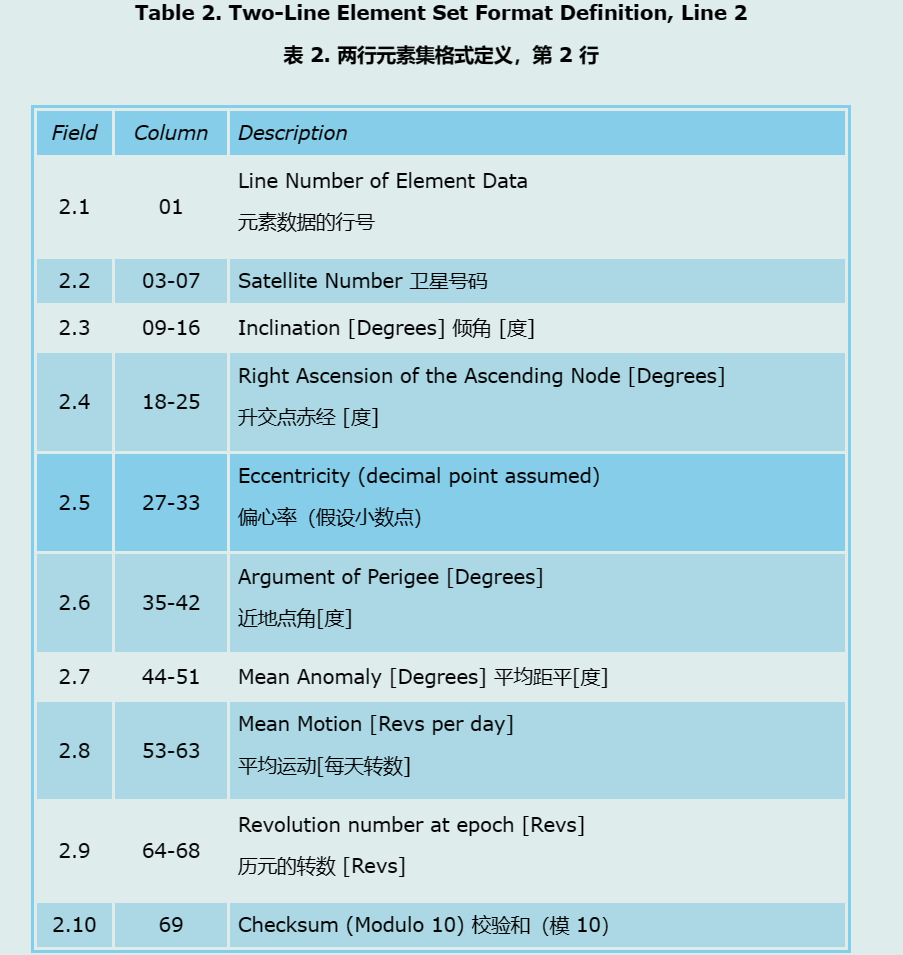 Table 2. Two-Line Element Set Format Definition, Line 2
表 2. 两行元素集格式定义，第 2 行
Field Column Description
2.1 01 Line Number of Element Data
元素数据的行号
2.2 03-07 Satellite Number 卫星号码
2.3 09-16 Inclination [Degrees] 倾角 [度]
2.4 18-25 Right Ascension of the Ascending Node [Degrees]
升交点赤经 [度]
2.5 27-33 Eccentricity (decimal point assumed)
偏心率（假设小数点）
2.6 35-42 Argument of Perigee [Degrees]
近地点角[度]
2.7 44-51 Mean Anomaly [Degrees] 平均距平[度]
2.8 53-63 Mean Motion [Revs per day]
平均运动[每天转数]
2.9 64-68 Revolution number at epoch [Revs]
历元的转数 [Revs]
2.10 69 Checksum (Modulo 10) 校验和（模 10）